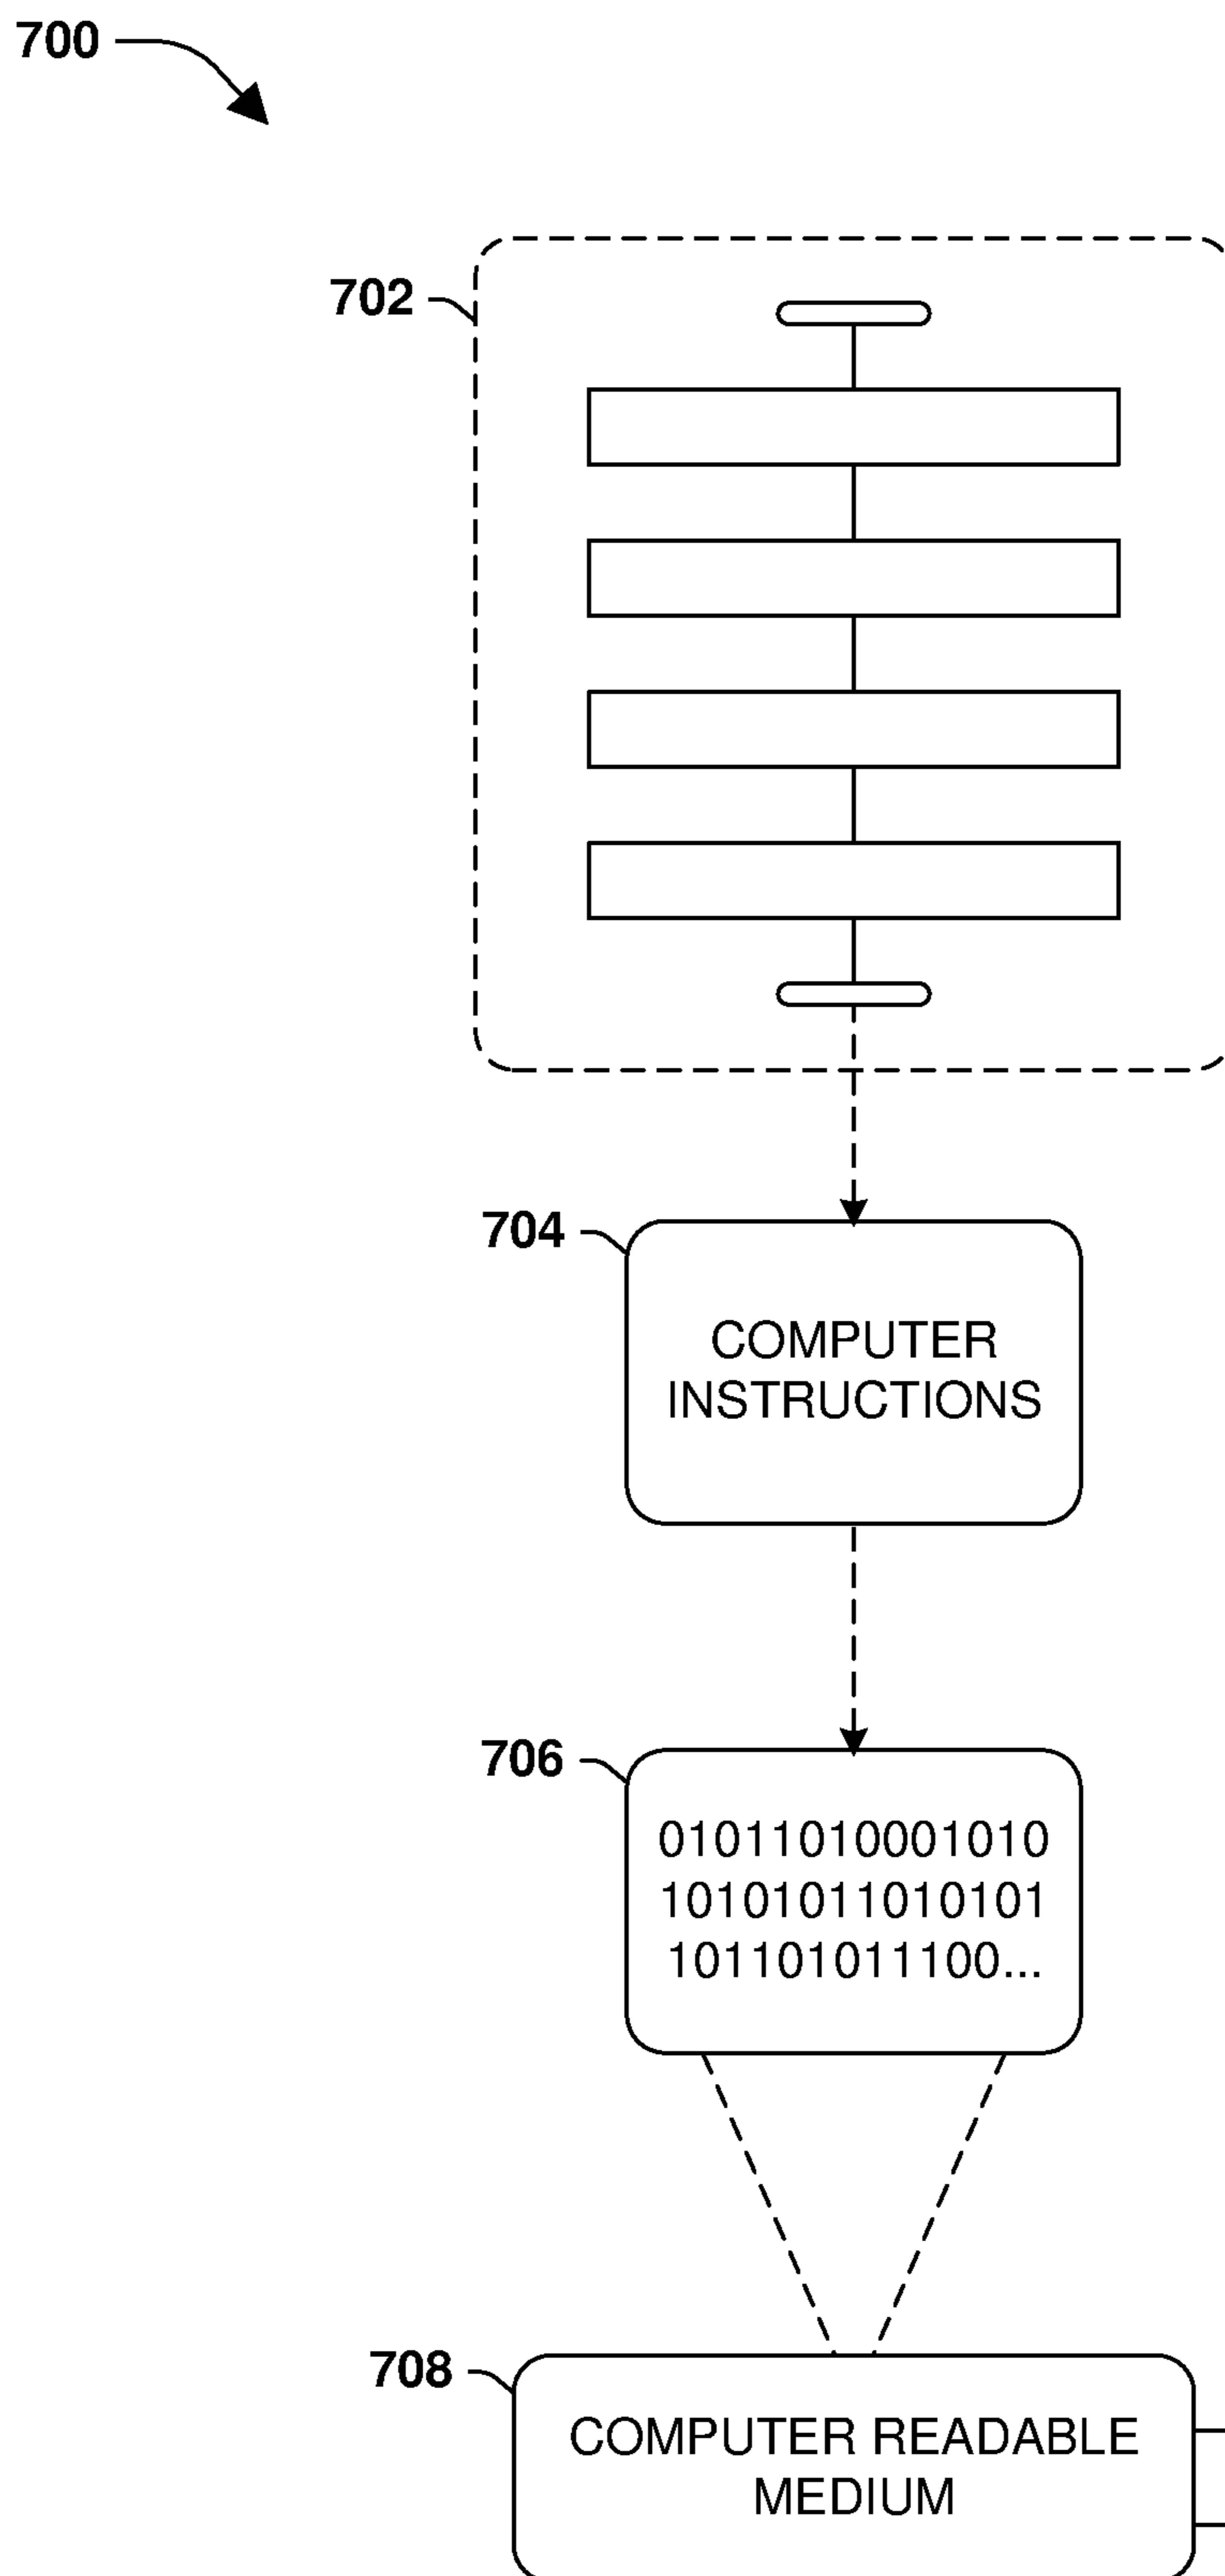 700
702
704
COMPUTER
INSTRUCTIONS
706
01011010001010
10101011010101
101101011100...
708
COMPUTER READABLE
MEDIUM